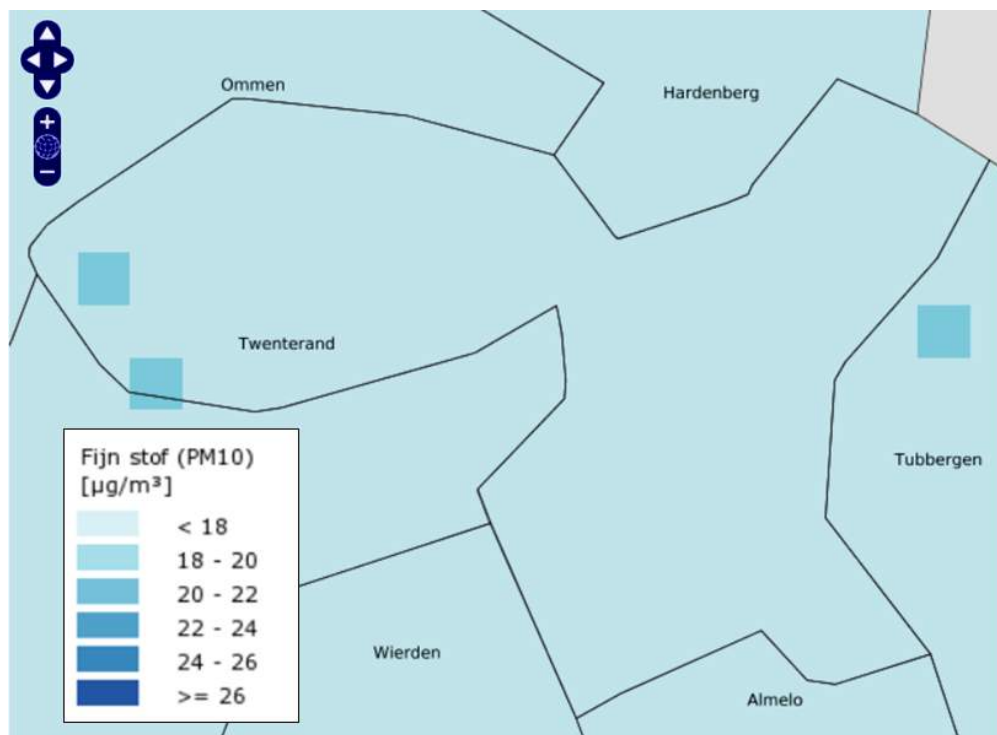 Ommen
Hardenberg
Twenterand
Tubbergen
Fijn stof (PM10)
[µg/m³]
< 18
18 - 20
20 - 22
22 - 24
24 - 26
>= 26
Wierden
Almelo